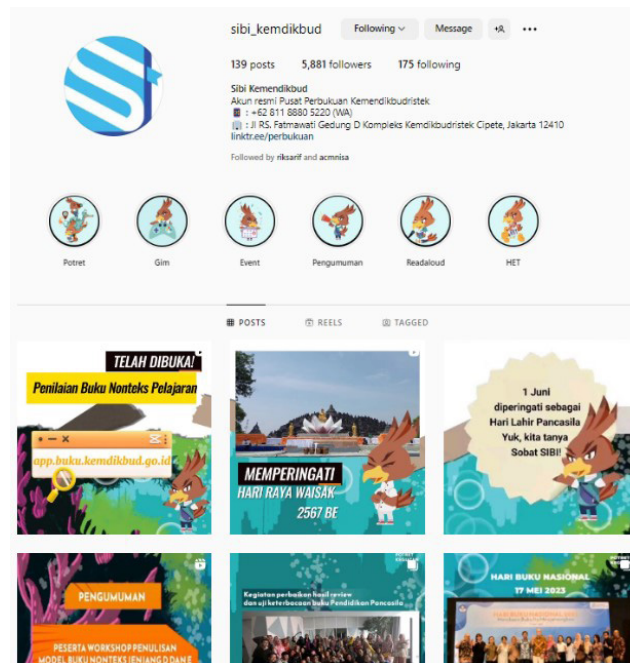 sibi_kemdikbud Following Message
139 posts 5,881 followers 175 following
Sibi Kemendikbud
Akun resmi Pusat Perbukuan Kemendikbudristek
: +62 811 8880 5220 (WA)
: Jl RS. Fatmawati Gedung D Kompleks Kemdikbudristek Cipete, Jakarta 12410
linktr.ee/perbukuan
Followed by riksarif and acmnisa
Potret Gim Event Pengumuman Readaloud HET
POSTS REELS TAGGED
TELAH DIBUKA!
Penilaian Buku Nonteks Pelajaran
app.buku.kemdikbud.go.id
MEMPERINGATI
HARI RAYA WAISAK
2567 BE
1 Juni
diperingati sebagai
Hari Lahir Pancasila
Yuk, kita tanya
Sobat SIBI!
PENGUMUMAN
PESERTA WORKSHOP PENULISAN
MODEL BUKU NONTEKS JENJANG D DAN E
Kegiatan perbaikan hasil review
dan uji keterbacaan buku Pendidikan Pancasila
HARI BUKU NASIONAL
17 MEI 2023